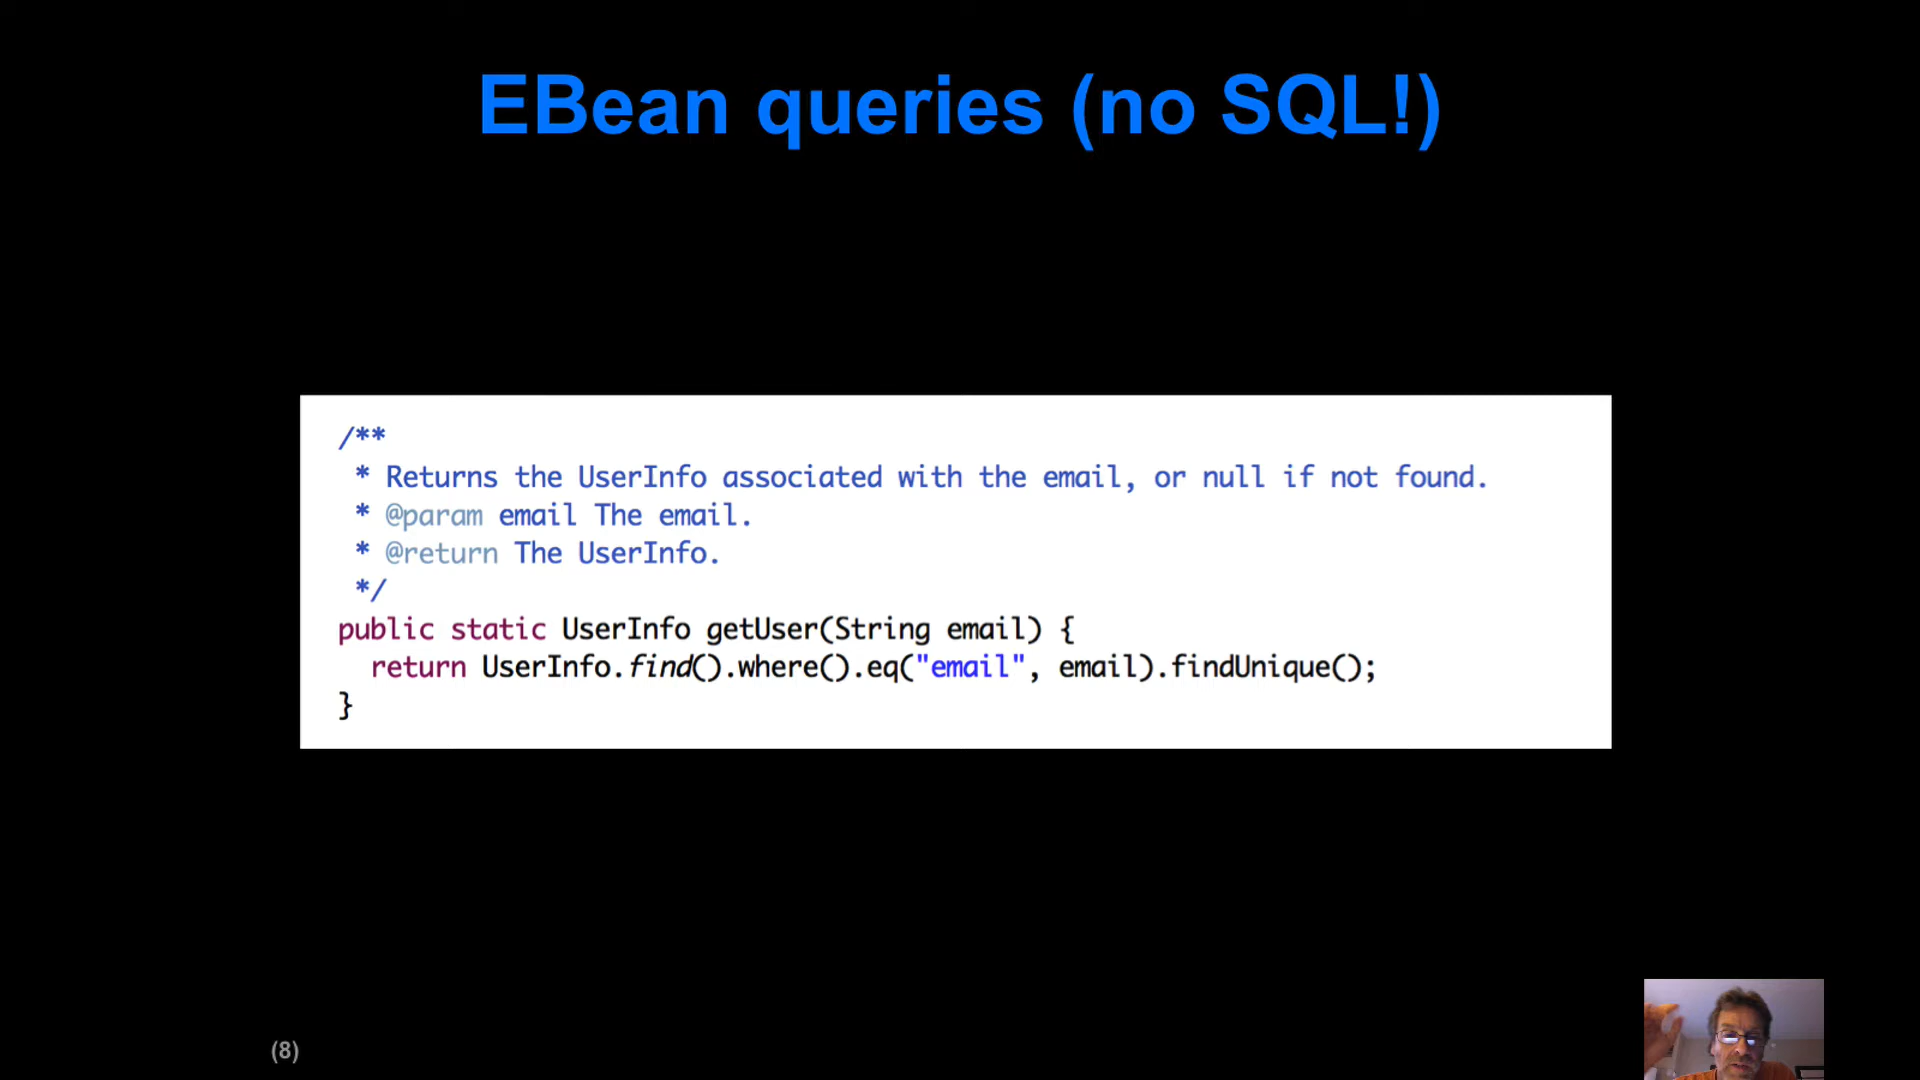 EBean queries (no SQL!)
/**
 * Returns the UserInfo associated with the email, or null if not found.
 * @param email The email.
 * @return The UserInfo.
 */
public static UserInfo getUser(String email) {
  return UserInfo.find().where().eq("email", email).findUnique();
}
(8)